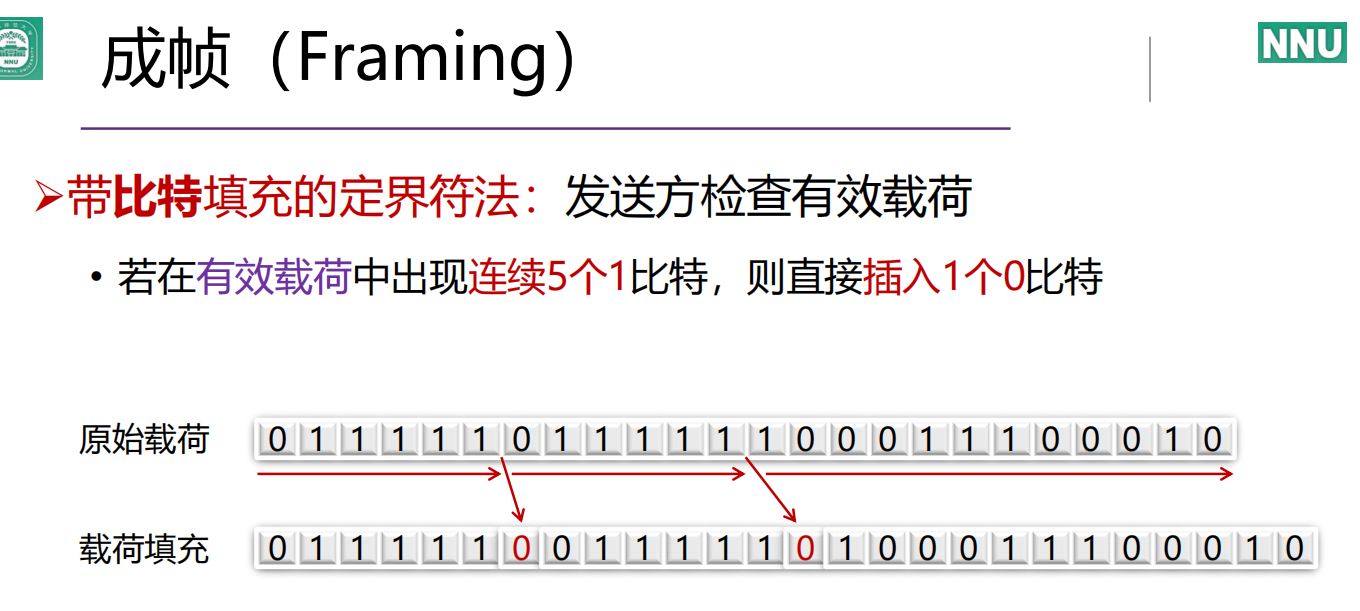 NNU
成帧（Framing）
NNU
➢带比特填充的定界符法：发送方检查有效载荷
• 若在有效载荷中出现连续5个1比特，则直接插入1个0比特
原始载荷 0 1 1 1 1 1 0 1 1 1 1 1 1 0 0 0 1 1 1 0 0 0 1 0
载荷填充 0 1 1 1 1 1 0 0 1 1 1 1 1 0 1 0 0 0 1 1 1 0 0 0 1 0